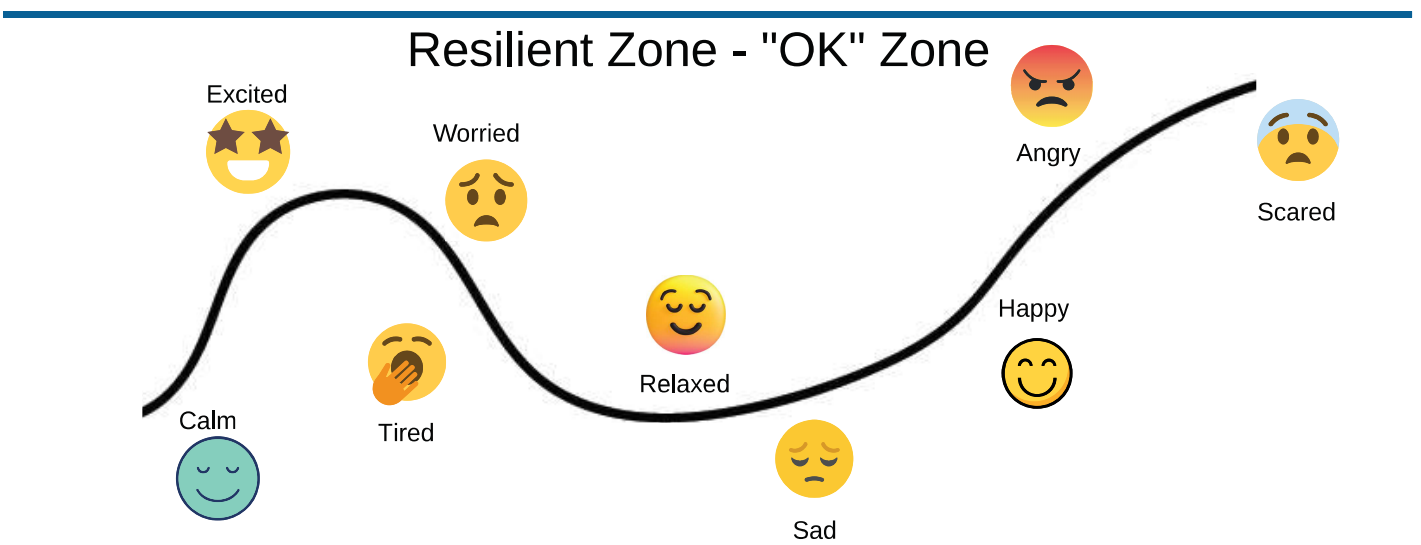 Resilient Zone - "OK" Zone
Excited
Worried
Angry
Scared
Happy
Relaxed
Calm
Tired
Sad